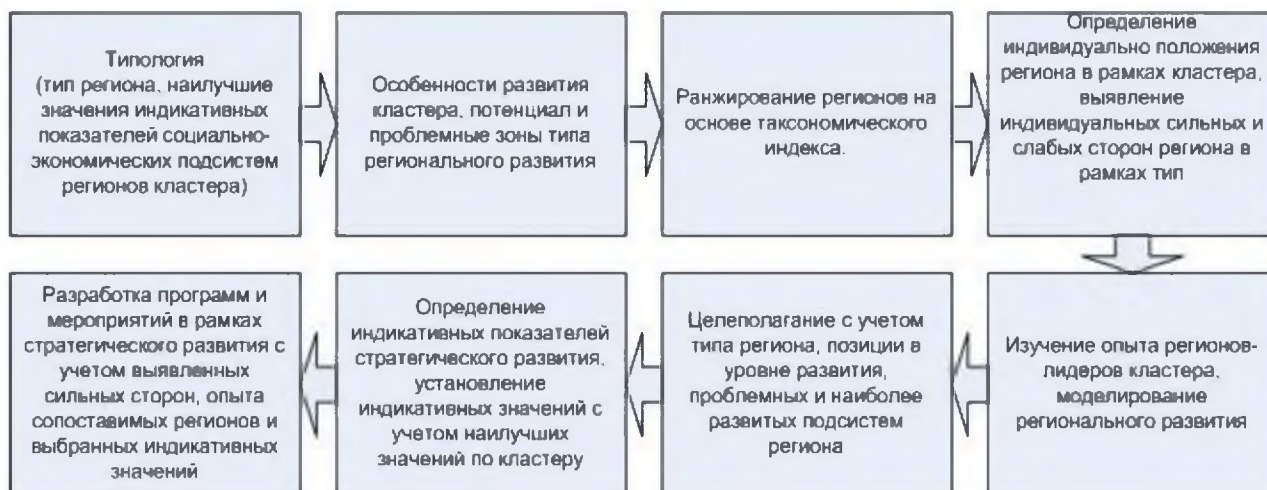 Типология
(тип региона, наилучшие
значения индикативных
показателей социально-
экономических подсистем
регионов кластера)
Особенности развития
кластера, потенциал и
проблемные зоны типа
регионального развития
Ранжирование регионов на
основе таксономического
индекса.
Определение
индивидуально положения
региона в рамках кластера,
выявление
индивидуальных сильных и
слабых сторон региона в
рамках тип
Изучение опыта регионов-
лидеров кластера,
моделирование
регионального развития
Целеполагание с учетом
типа региона, позиции в
уровне развития,
проблемных и наиболее
развитых подсистем
региона
Определение
индикативных показателей
стратегического развития,
установление
индикативных значений с
учетом наилучших
значений по кластеру
Разработка программ и
мероприятий в рамках
стратегического развития с
учетом выявленных
сильных сторон, опыта
сопоставимых регионов и
выбранных индикативных
значений